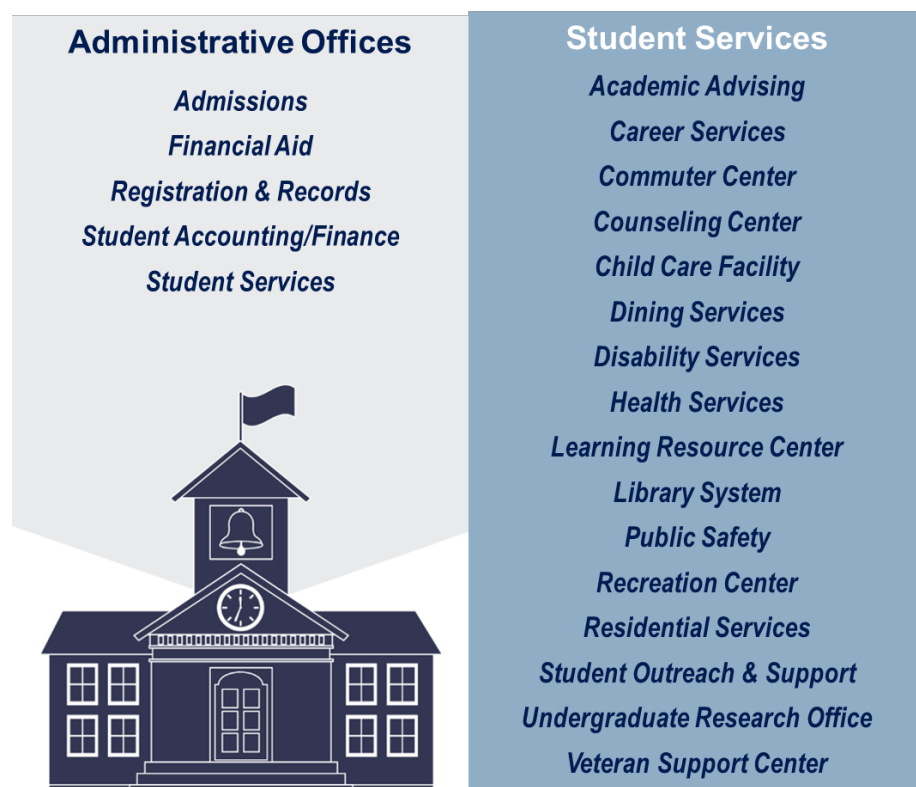 Administrative Offices
Admissions
Financial Aid
Registration & Records
Student Accounting/Finance
Student Services
Student Services
Academic Advising
Career Services
Commuter Center
Counseling Center
Child Care Facility
Dining Services
Disability Services
Health Services
Learning Resource Center
Library System
Public Safety
Recreation Center
Residential Services
Student Outreach & Support
Undergraduate Research Office
Veteran Support Center